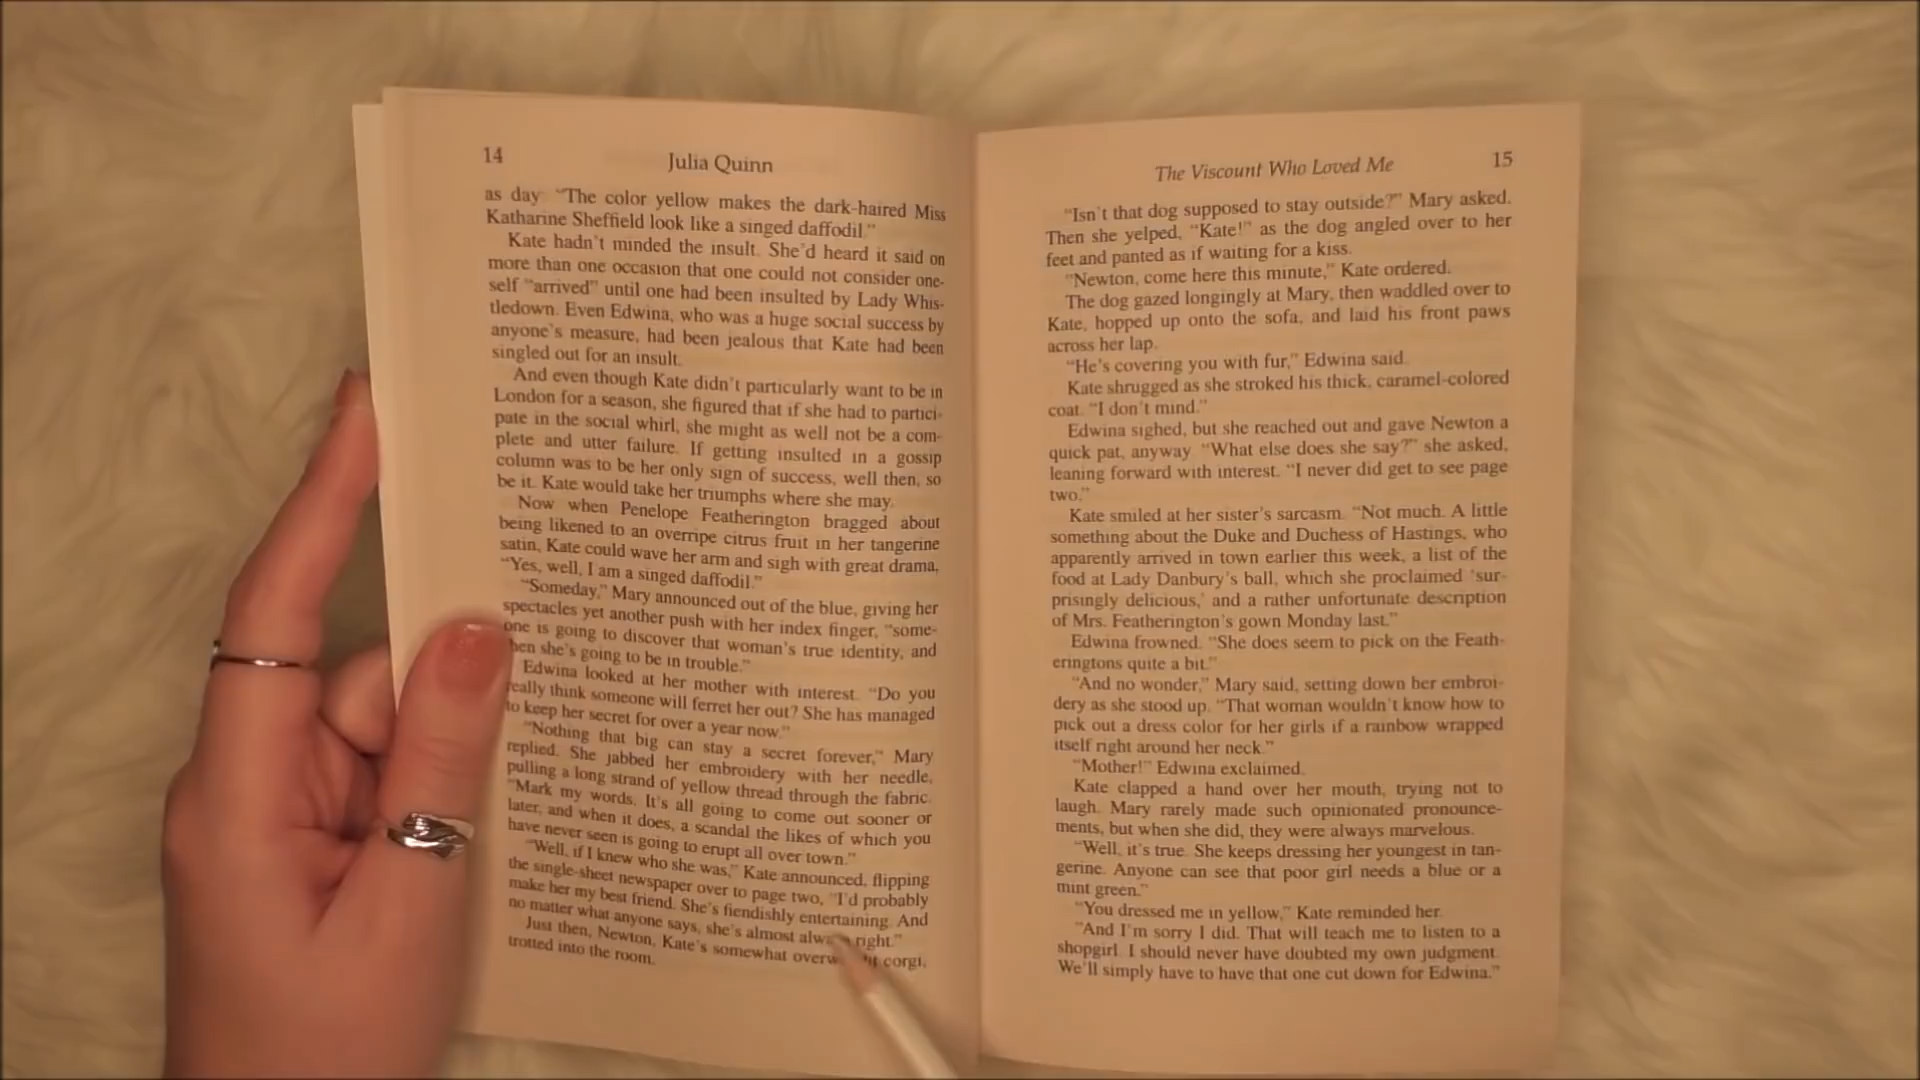 14
Julia Quinn
as day. “The color yellow makes the dark-haired Miss
Katharine Sheffield look like a singed daffodil.”
Kate hadn’t minded the insult. She’d heard it said on
more than one occasion that one could not consider one-
self “arrived” until one had been insulted by Lady Whis-
tledown. Even Edwina, who was a huge social success by
anyone’s measure, had been jealous that Kate had been
singled out for an insult.
And even though Kate didn’t particularly want to be in
London for a season, she figured that if she had to partici-
pate in the social whirl, she might as well not be a com-
plete and utter failure. If getting insulted in a gossip
column was to be her only sign of success, well then, so
be it. Kate would take her triumphs where she may.
Now when Penelope Featherington bragged about
being likened to an overripe citrus fruit in her tangerine
satin, Kate could wave her arm and sigh with great drama,
“Yes, well, I am a singed daffodil.”
“Someday,” Mary announced out of the blue, giving her
spectacles yet another push with her index finger, “some-
one is going to discover that woman’s true identity, and
then she’s going to be in trouble.”
Edwina looked at her mother with interest. “Do you
really think someone will ferret her out? She has managed
to keep her secret for over a year now.”
“Nothing that big can stay a secret forever,” Mary
replied. She jabbed her embroidery with her needle,
pulling a long strand of yellow thread through the fabric.
“Mark my words. It’s all going to come out sooner or
later, and when it does, a scandal the likes of which you
have never seen is going to erupt all over town.”
“Well, if I knew who she was,” Kate announced, flipping
the single-sheet newspaper over to page two, “I’d probably
make her my best friend. She’s fiendishly entertaining. And
no matter what anyone says, she’s almost always right.”
Just then, Newton, Kate’s somewhat corgi,
trotted into the room.
The Viscount Who Loved Me
15
“Isn’t that dog supposed to stay outside?” Mary asked.
Then she yelped, “Kate!” as the dog angled over to her
feet and panted as if waiting for a kiss.
“Newton, come here this minute,” Kate ordered.
The dog gazed longingly at Mary, then waddled over to
Kate, hopped up onto the sofa, and laid his front paws
across her lap.
“He’s covering you with fur,” Edwina said.
Kate shrugged as she stroked his thick, caramel-colored
coat. “I don’t mind.”
Edwina sighed, but she reached out and gave Newton a
quick pat, anyway. “What else does she say?” she asked,
leaning forward with interest. “I never did get to see page
two.”
Kate smiled at her sister’s sarcasm. “Not much. A little
something about the Duke and Duchess of Hastings, who
apparently arrived in town earlier this week, a list of the
food at Lady Danbury’s ball, which she proclaimed ‘sur-
prisingly delicious,’ and a rather unfortunate description
of Mrs. Featherington’s gown Monday last.”
Edwina frowned. “She does seem to pick on the Feath-
eringtons quite a bit.”
“And no wonder,” Mary said, setting down her embroi-
dery as she stood up. “That woman wouldn’t know how to
pick out a dress color for her girls if a rainbow wrapped
itself right around her neck.”
“Mother!” Edwina exclaimed.
Kate clapped a hand over her mouth, trying not to
laugh. Mary rarely made such opinionated pronounce-
ments, but when she did, they were always marvelous.
“Well, it’s true. She keeps dressing her youngest in tan-
gerine. Anyone can see that poor girl needs a blue or a
mint green.”
“You dressed me in yellow,” Kate reminded her.
“And I’m sorry I did. That will teach me to listen to a
shopgirl. I should never have doubted my own judgment.
We’ll simply have to have that one cut down for Edwina.”